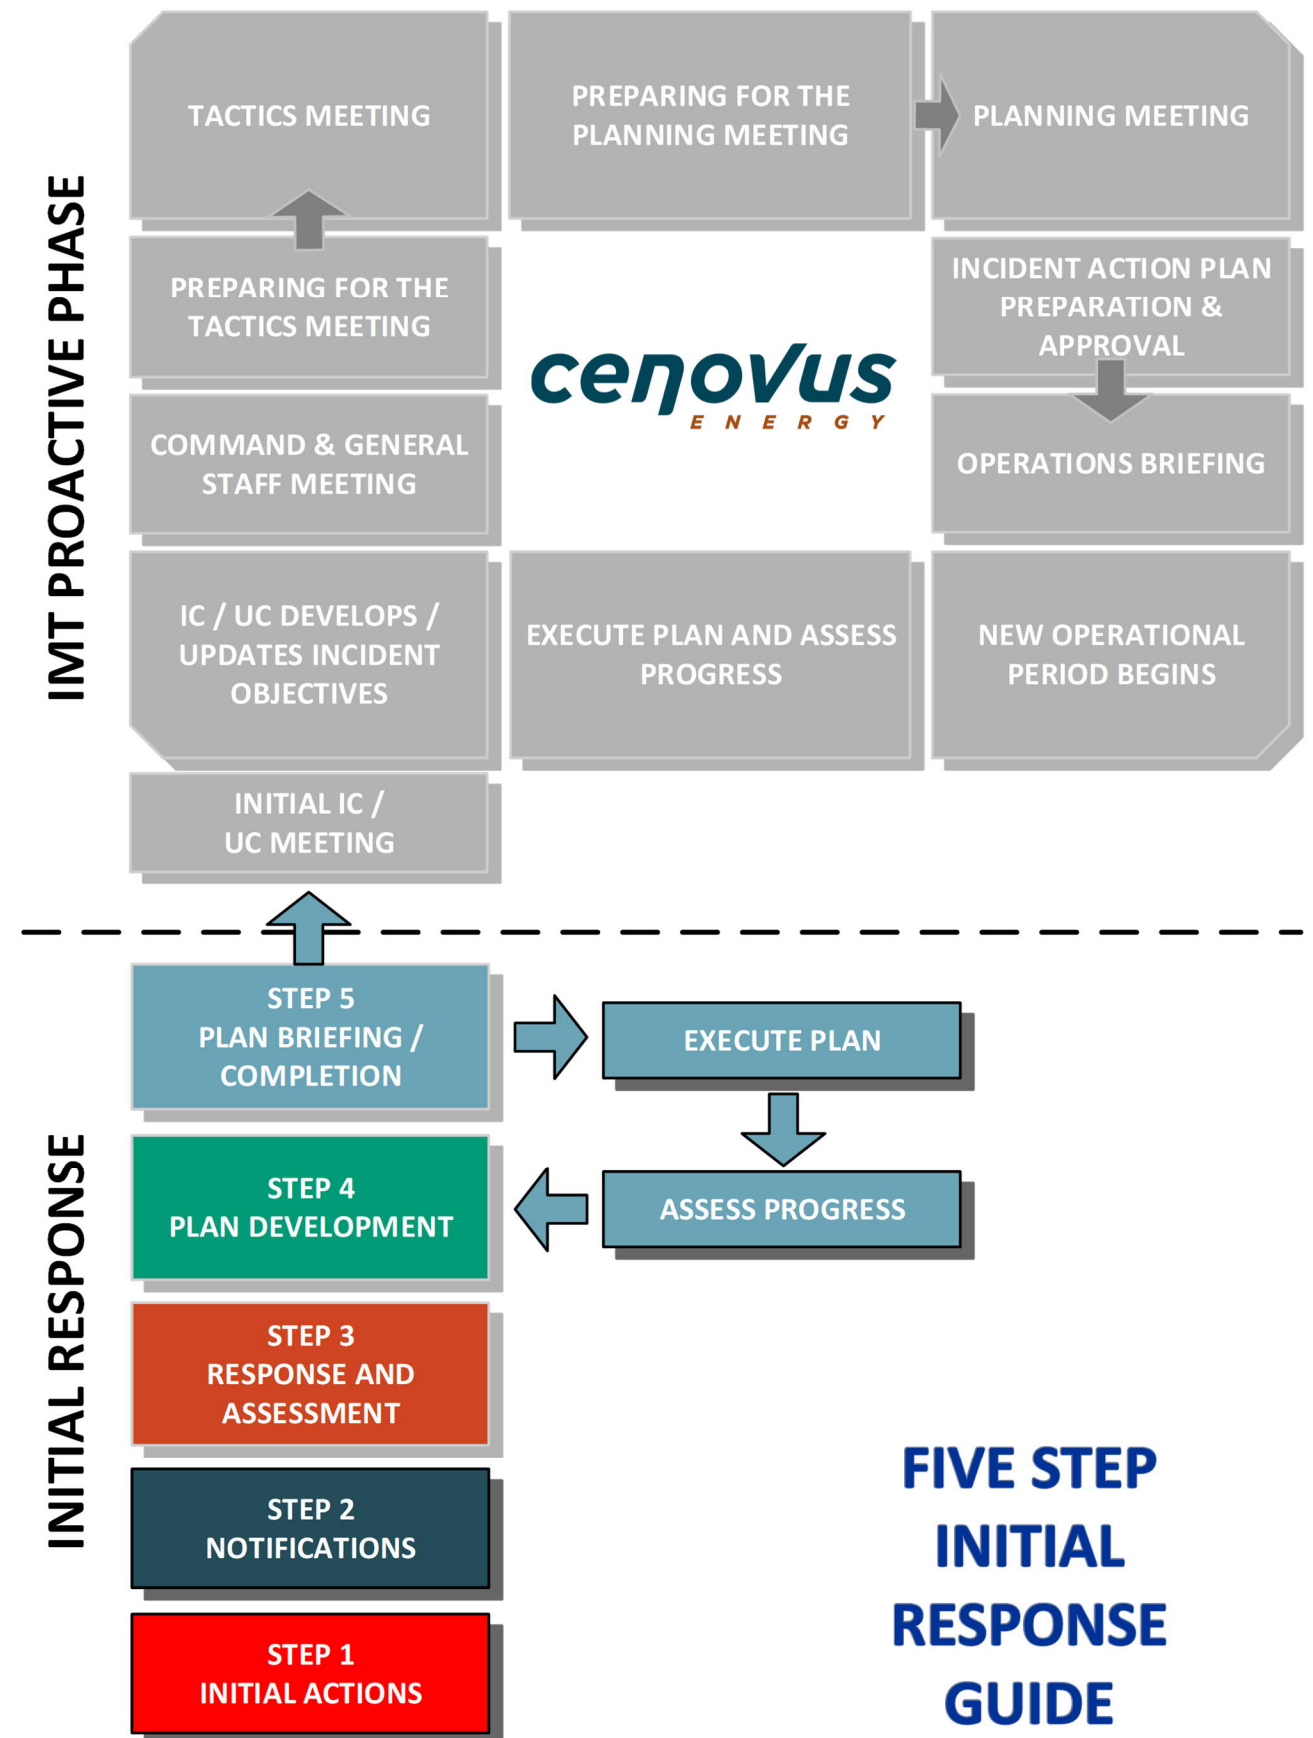 IMT PROACTIVE PHASE
TACTICS MEETING
PREPARING FOR THE
PLANNING MEETING
PLANNING MEETING
PREPARING FOR THE
TACTICS MEETING
cenovus
ENERGY
INCIDENT ACTION PLAN
PREPARATION &
APPROVAL
COMMAND & GENERAL
STAFF MEETING
OPERATIONS BRIEFING
IC / UC DEVELOPS /
UPDATES INCIDENT
OBJECTIVES
EXECUTE PLAN AND ASSESS
PROGRESS
NEW OPERATIONAL
PERIOD BEGINS
INITIAL IC /
UC MEETING
INITIAL RESPONSE
STEP 5
PLAN BRIEFING /
COMPLETION
EXECUTE PLAN
STEP 4
PLAN DEVELOPMENT
ASSESS PROGRESS
STEP 3
RESPONSE AND
ASSESSMENT
STEP 2
NOTIFICATIONS
STEP 1
INITIAL ACTIONS
FIVE STEP
INITIAL
RESPONSE
GUIDE